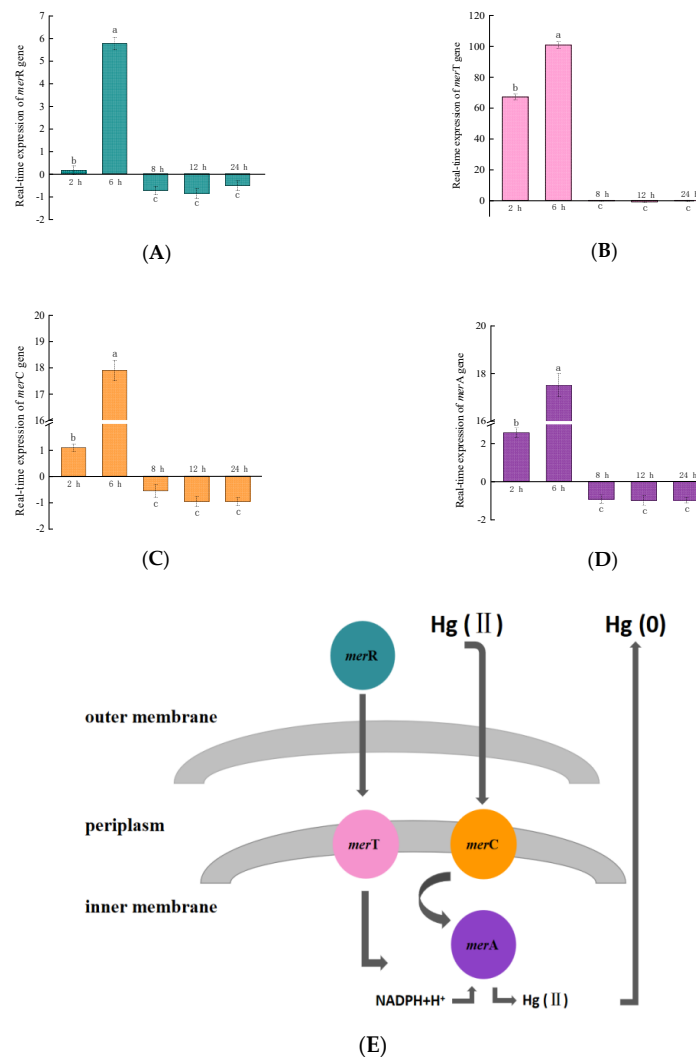 Real-time expression of merR gene
7
6
5
4
3
2
1
0
-1
-2
a
b
2 h
6 h
8 h
12 h
24 h
c
c
c
(A)
Real-time expression of merT gene
120
100
80
60
40
20
0
a
b
2 h
6 h
8 h
12 h
24 h
c
c
c
(B)
Real-time expression of merC gene
20
19
18
17
16
1
0
-1
-2
a
b
2 h
6 h
8 h
12 h
24 h
c
c
c
(C)
Real-time expression of merA gene
20
18
16
2
0
-2
a
b
2 h
6 h
8 h
12 h
24 h
c
c
c
(D)
Hg (II)
Hg (0)
merR
outer membrane
periplasm
merT
merC
inner membrane
merA
NADPH+H⁺
Hg (II)
(E)